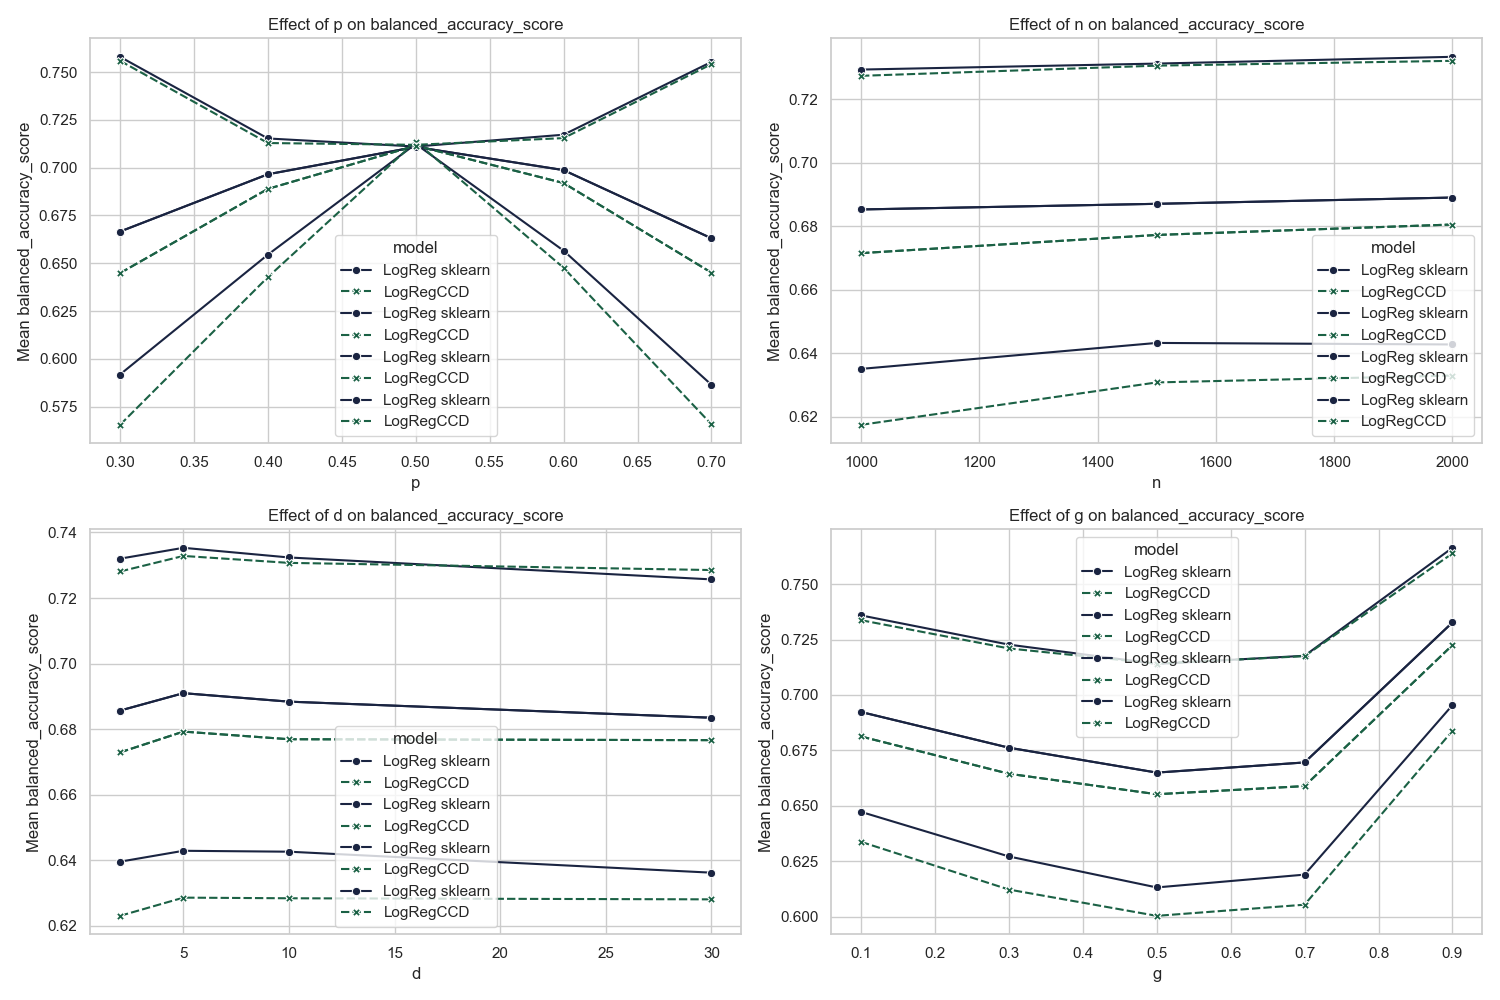 Effect of p on balanced_accuracy_score
Mean balanced_accuracy_score
0.750
0.725
0.700
0.675
0.650
0.625
0.600
0.575
model
LogReg sklearn
LogRegCCD
LogReg sklearn
LogRegCCD
LogReg sklearn
LogRegCCD
LogReg sklearn
LogRegCCD
0.30 0.35 0.40 0.45 0.50 0.55 0.60 0.65 0.70
p
Effect of n on balanced_accuracy_score
Mean balanced_accuracy_score
0.72
0.70
0.68
0.66
0.64
0.62
model
LogReg sklearn
LogRegCCD
LogReg sklearn
LogRegCCD
LogReg sklearn
LogRegCCD
LogReg sklearn
LogRegCCD
1000 1200 1400 1600 1800 2000
n
Effect of d on balanced_accuracy_score
Mean balanced_accuracy_score
0.74
0.72
0.70
0.68
0.66
0.64
0.62
model
LogReg sklearn
LogRegCCD
LogReg sklearn
LogRegCCD
LogReg sklearn
LogRegCCD
LogReg sklearn
LogRegCCD
5 10 15 20 25 30
d
Effect of g on balanced_accuracy_score
Mean balanced_accuracy_score
0.750
0.725
0.700
0.675
0.650
0.625
0.600
model
LogReg sklearn
LogRegCCD
LogReg sklearn
LogRegCCD
LogReg sklearn
LogRegCCD
LogReg sklearn
LogRegCCD
0.1 0.2 0.3 0.4 0.5 0.6 0.7 0.8 0.9
g